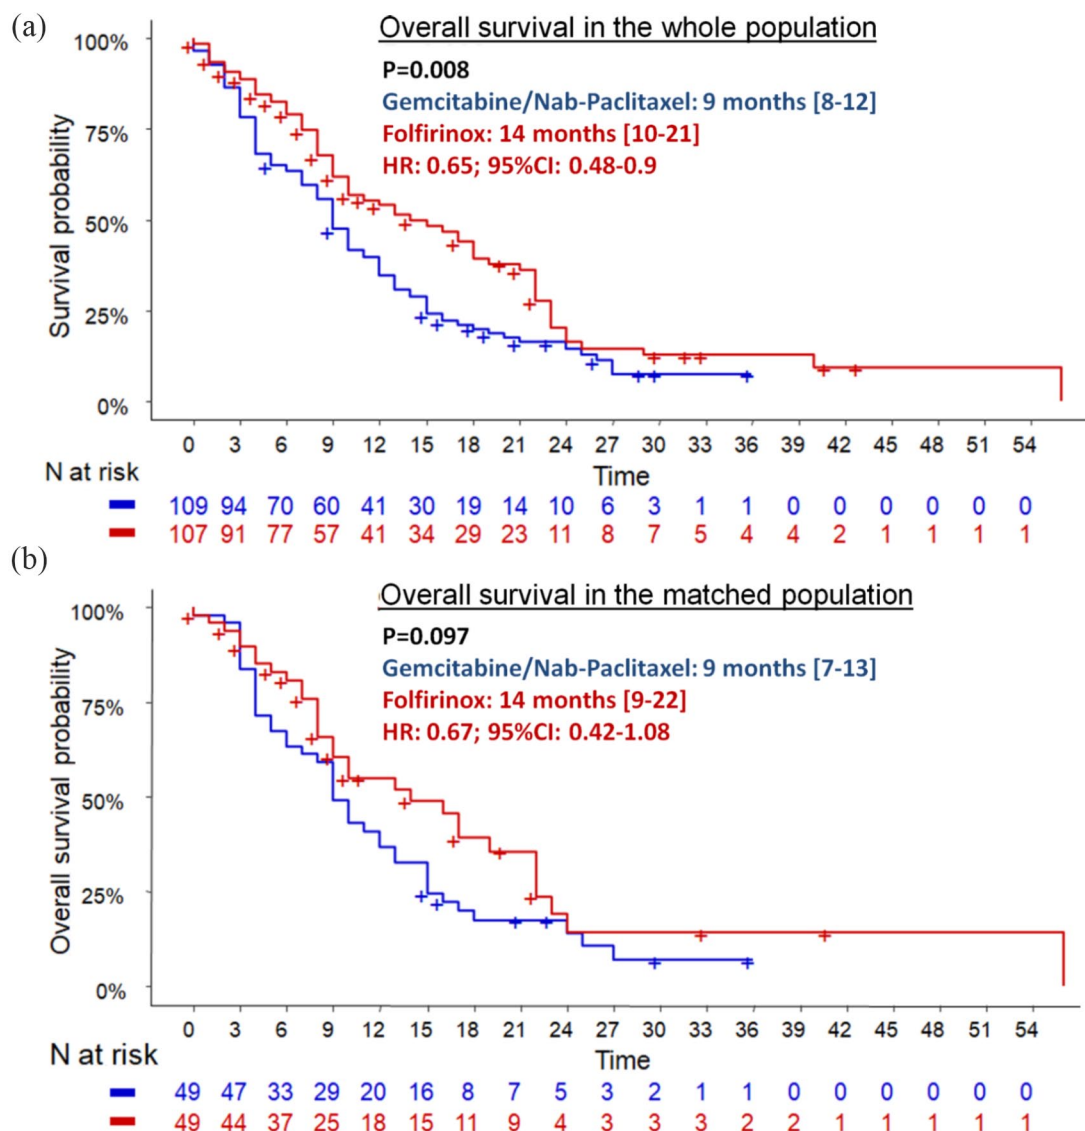 (a)
Overall survival in the whole population
P=0.008
Gemcitabine/Nab-Paclitaxel: 9 months [8-12]
Folfirinox: 14 months [10-21]
HR: 0.65; 95%CI: 0.48-0.9
Survival probability
100%
75%
50%
25%
0%
0 3 6 9 12 15 18 21 24 27 30 33 36 39 42 45 48 51 54
N at risk
Time
109 94 70 60 41 30 19 14 10 6 3 1 1 0 0 0 0 0 0
107 91 77 57 41 34 29 23 11 8 7 5 4 4 2 1 1 1 1
(b)
Overall survival in the matched population
P=0.097
Gemcitabine/Nab-Paclitaxel: 9 months [7-13]
Folfirinox: 14 months [9-22]
HR: 0.67; 95%CI: 0.42-1.08
Overall survival probability
100%
75%
50%
25%
0%
0 3 6 9 12 15 18 21 24 27 30 33 36 39 42 45 48 51 54
N at risk
Time
49 47 33 29 20 16 8 7 5 3 2 1 1 0 0 0 0 0 0
49 44 37 25 18 15 11 9 4 3 3 3 2 2 1 1 1 1 1